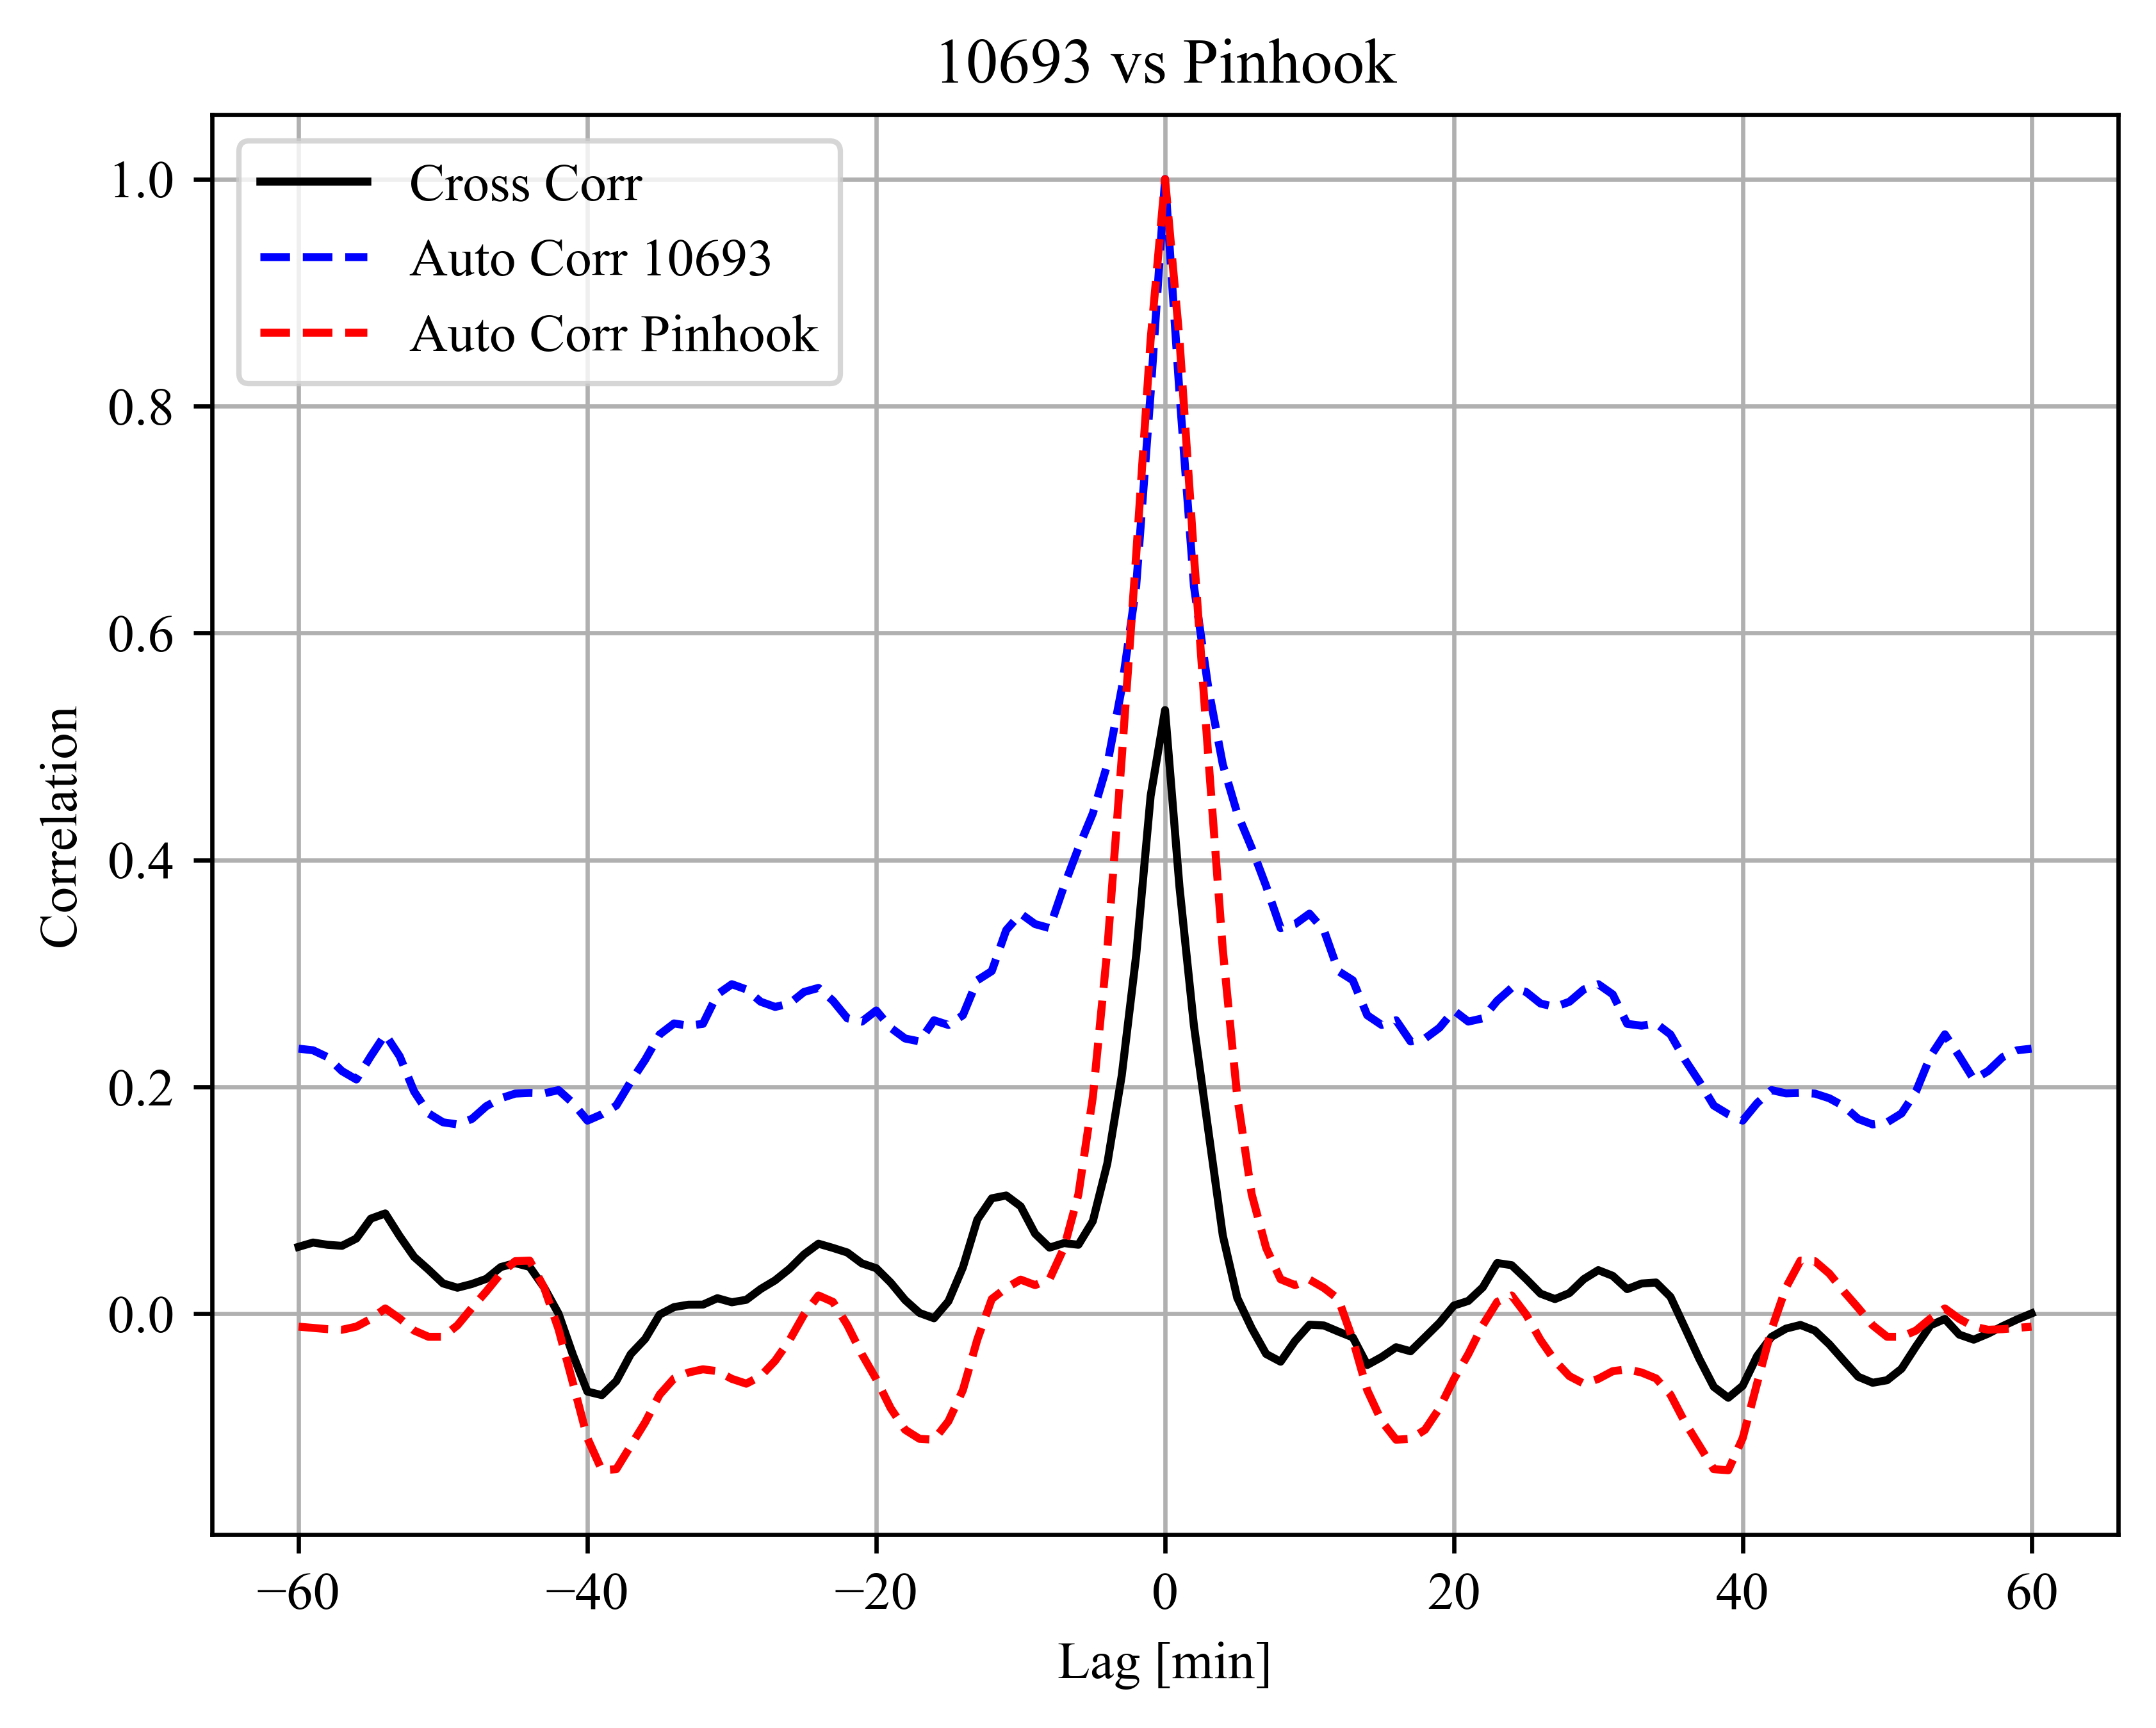 10693 vs Pinhook
Cross Corr
Auto Corr 10693
Auto Corr Pinhook
1.0
0.8
0.6
0.4
0.2
0.0
Correlation
−60 −40 −20 0 20 40 60
Lag [min]